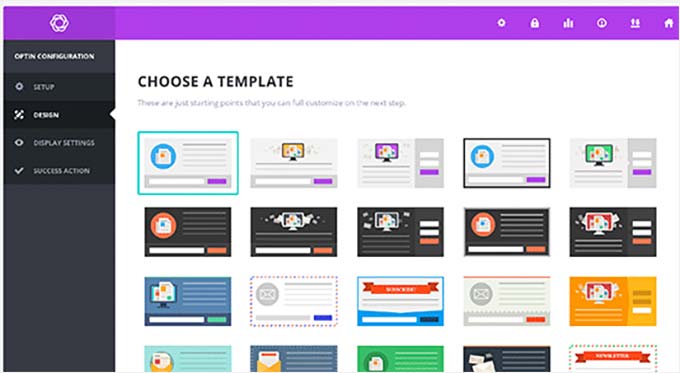 OPTIN CONFIGURATION
SETUP
DESIGN
DISPLAY SETTINGS
SUCCESS ACTION
CHOOSE A TEMPLATE
These are just starting points that you can full customize on the next step.
SUBSCRIBE!
NEWSLETTER